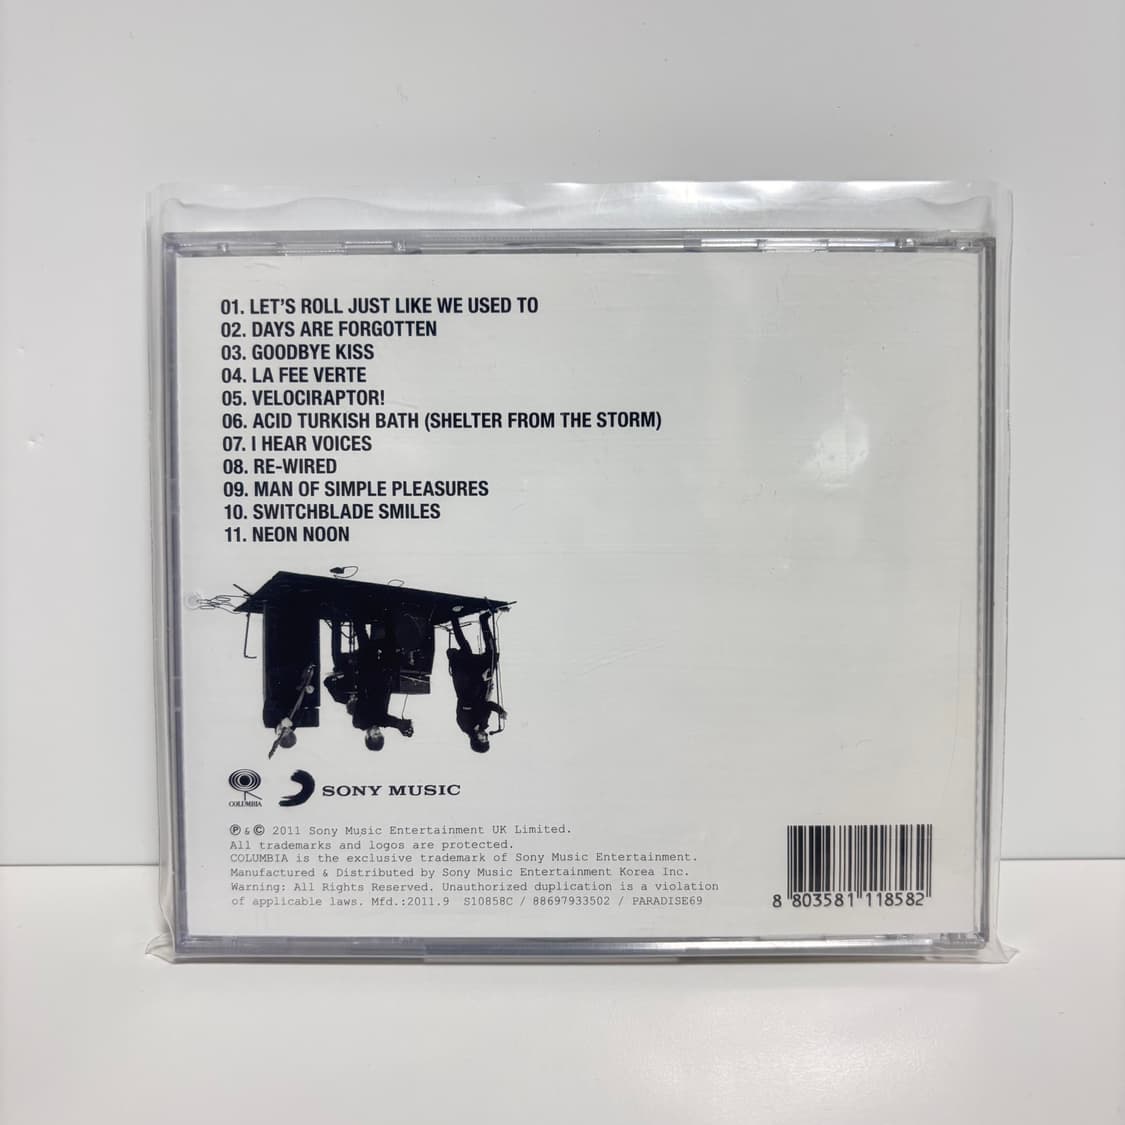 01. LET'S ROLL JUST LIKE WE USED TO
02. DAYS ARE FORGOTTEN
03. GOODBYE KISS
04. LA FEE VERTE
05. VELOCIRAPTOR!
06. ACID TURKISH BATH (SHELTER FROM THE STORM)
07. I HEAR VOICES
08. RE-WIRED
09. MAN OF SIMPLE PLEASURES
10. SWITCHBLADE SMILES
11. NEON NOON
COLUMBIA
SONY MUSIC
℗ & © 2011 Sony Music Entertainment UK Limited.
All trademarks and logos are protected.
COLUMBIA is the exclusive trademark of Sony Music Entertainment.
Manufactured & Distributed by Sony Music Entertainment Korea Inc.
Warning: All Rights Reserved. Unauthorized duplication is a violation
of applicable laws. Mfd.:2011.9 S10858C / 88697933502 / PARADISE69
8 803581 118582